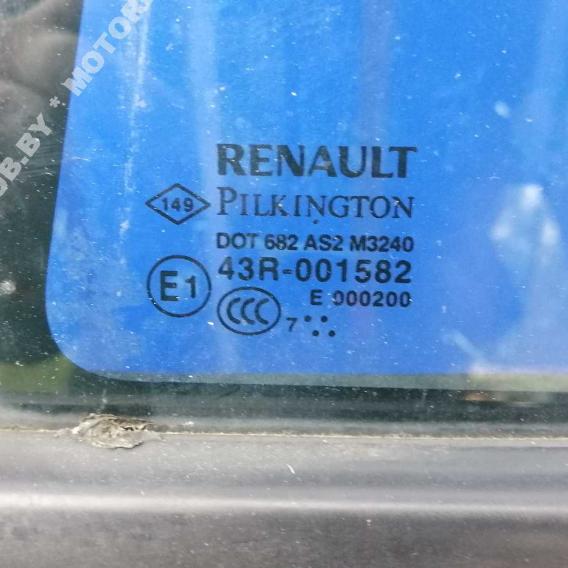 RENAULT
149 PILKINGTON
DOT 682 AS2 M3240
E1 43R-001582
E 000200
CCC 7